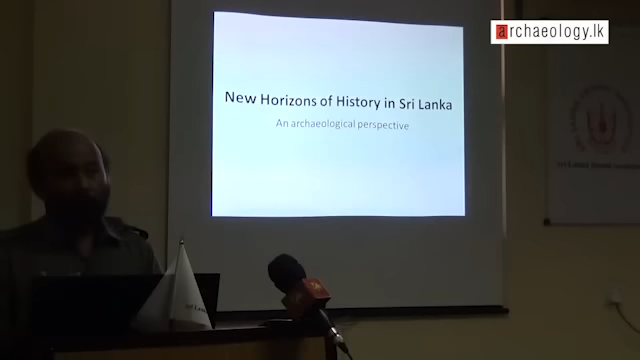 archaeology.lk
New Horizons of History in Sri Lanka
An archaeological perspective